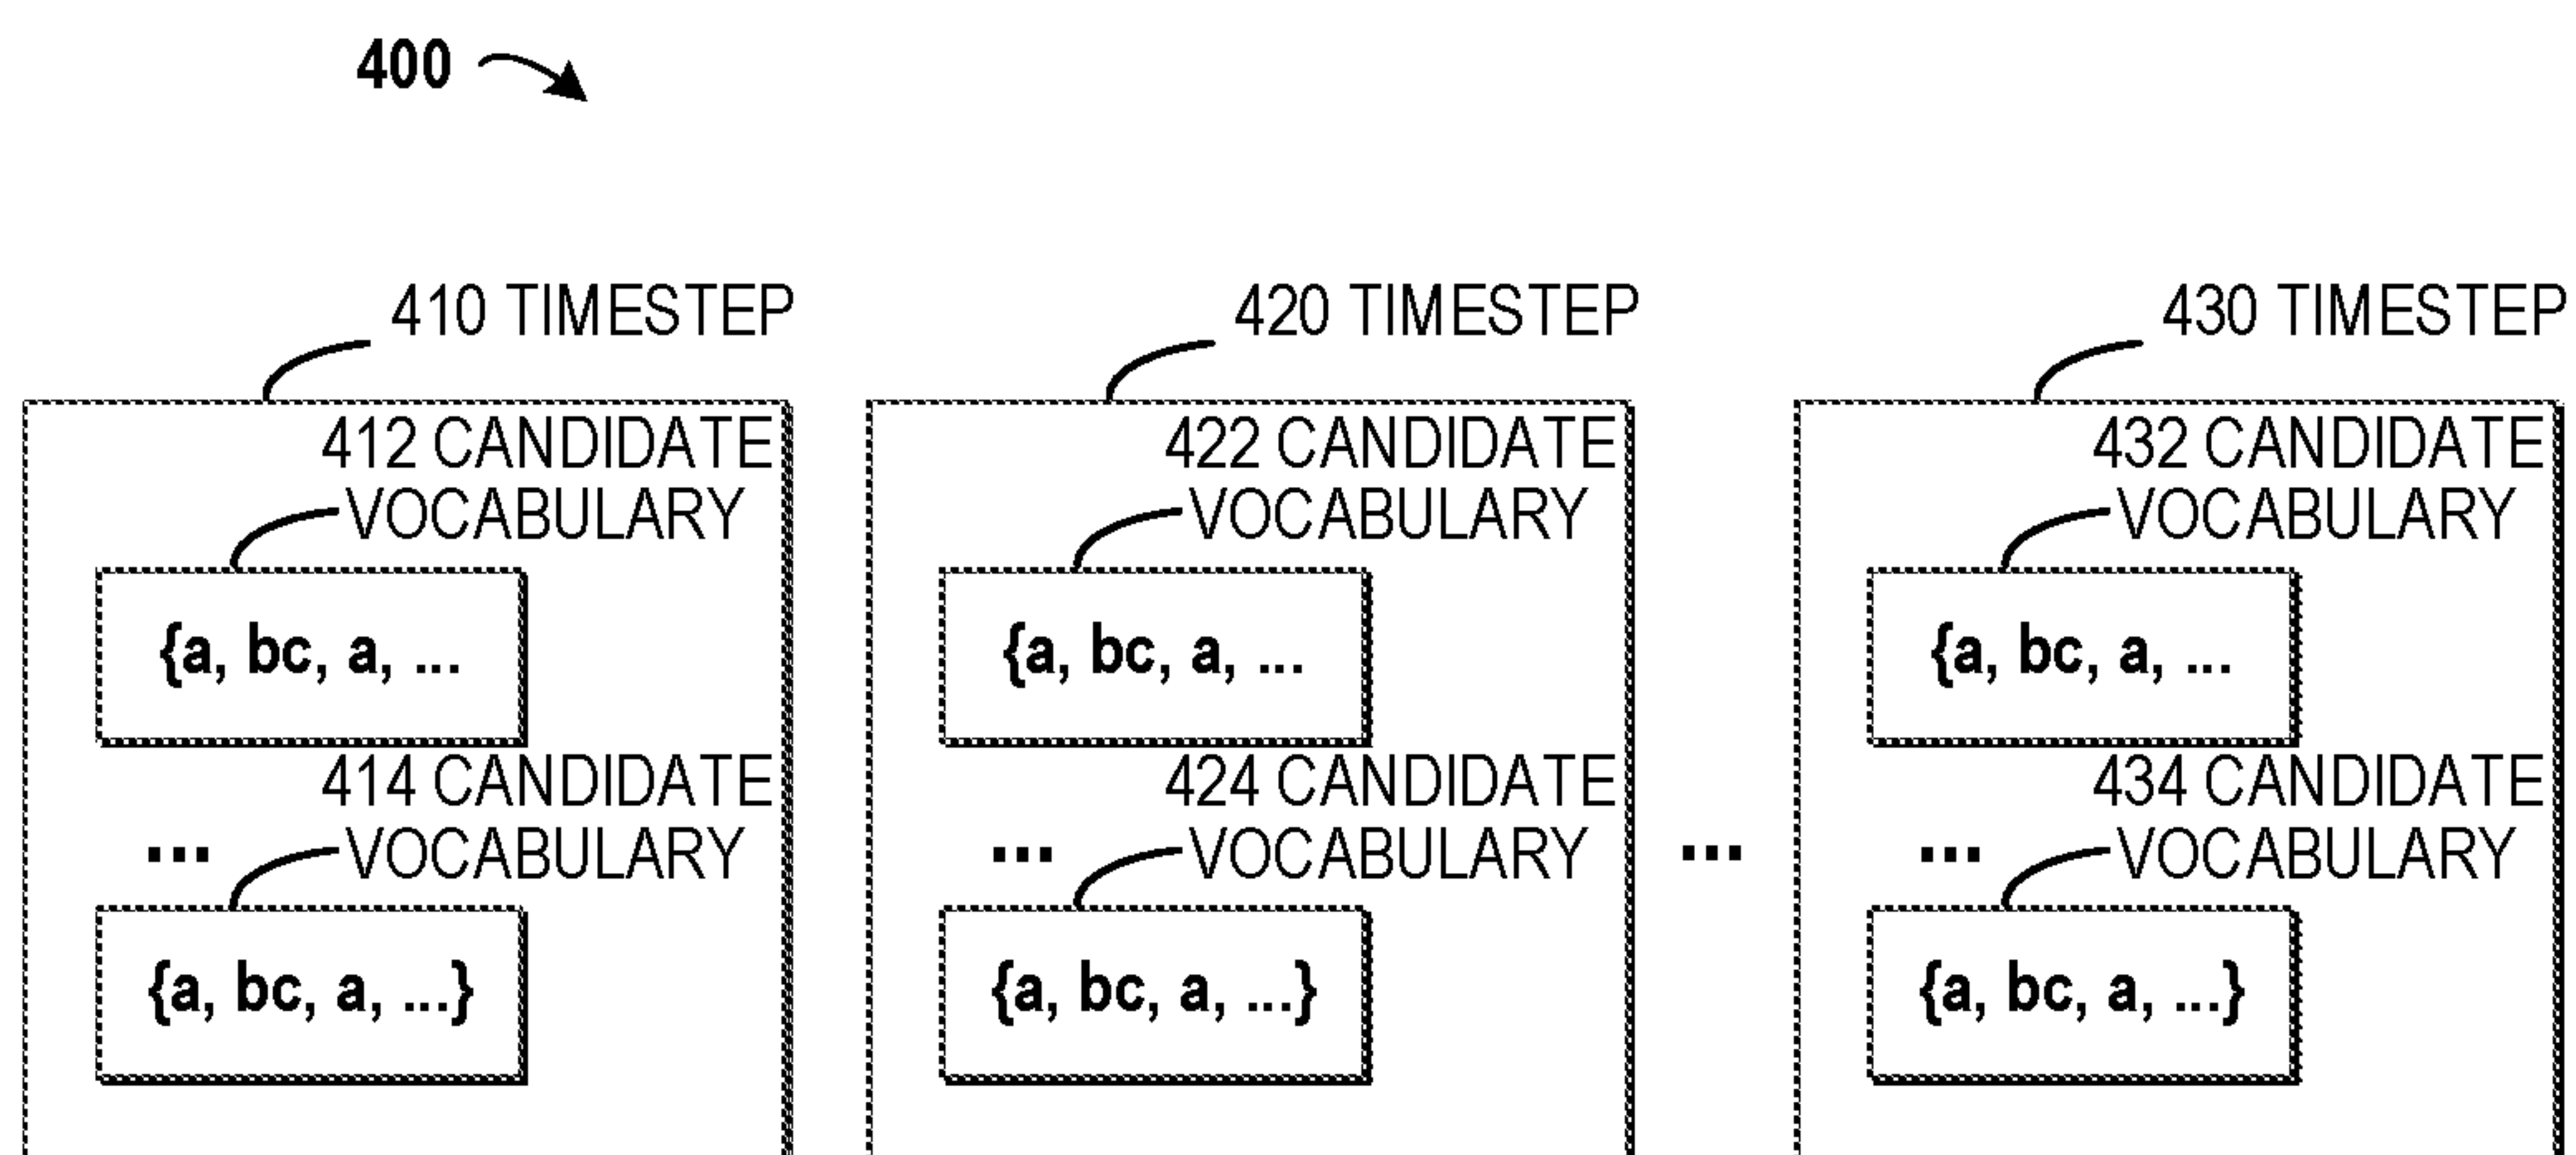 400
410 TIMESTEP
420 TIMESTEP
430 TIMESTEP
412 CANDIDATE
VOCABULARY
{a, bc, a, ...
414 CANDIDATE
... VOCABULARY
{a, bc, a, ...}
422 CANDIDATE
VOCABULARY
{a, bc, a, ...
424 CANDIDATE
... VOCABULARY
{a, bc, a, ...}
...
432 CANDIDATE
VOCABULARY
{a, bc, a, ...
434 CANDIDATE
... VOCABULARY
{a, bc, a, ...}